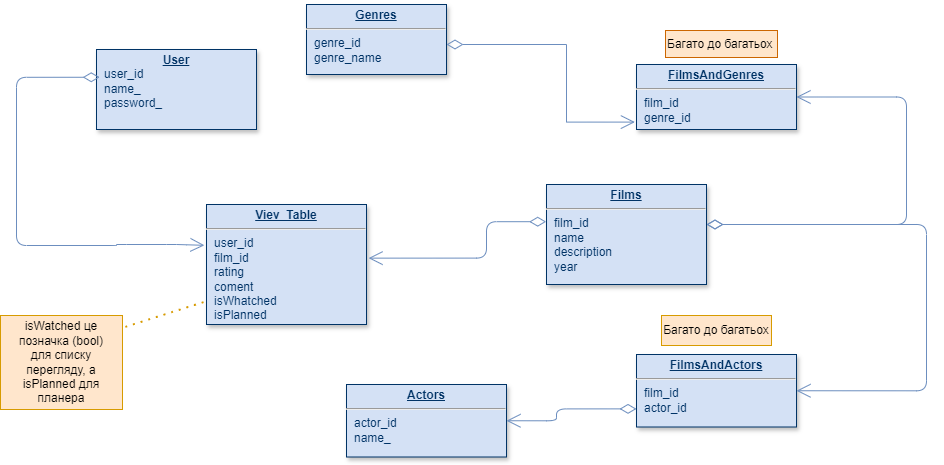 Genres
genre_id
genre_name
Багато до багатьох
User
user_id
name_
password_
FilmsAndGenres
film_id
genre_id
Viev_Table
user_id
film_id
rating
coment
isWhatched
isPlanned
Films
film_id
name
description
year
isWatched це
позначка (bool)
для списку
перегляду, а
isPlanned для
планера
Багато до багатьох
FilmsAndActors
film_id
actor_id
Actors
actor_id
name_